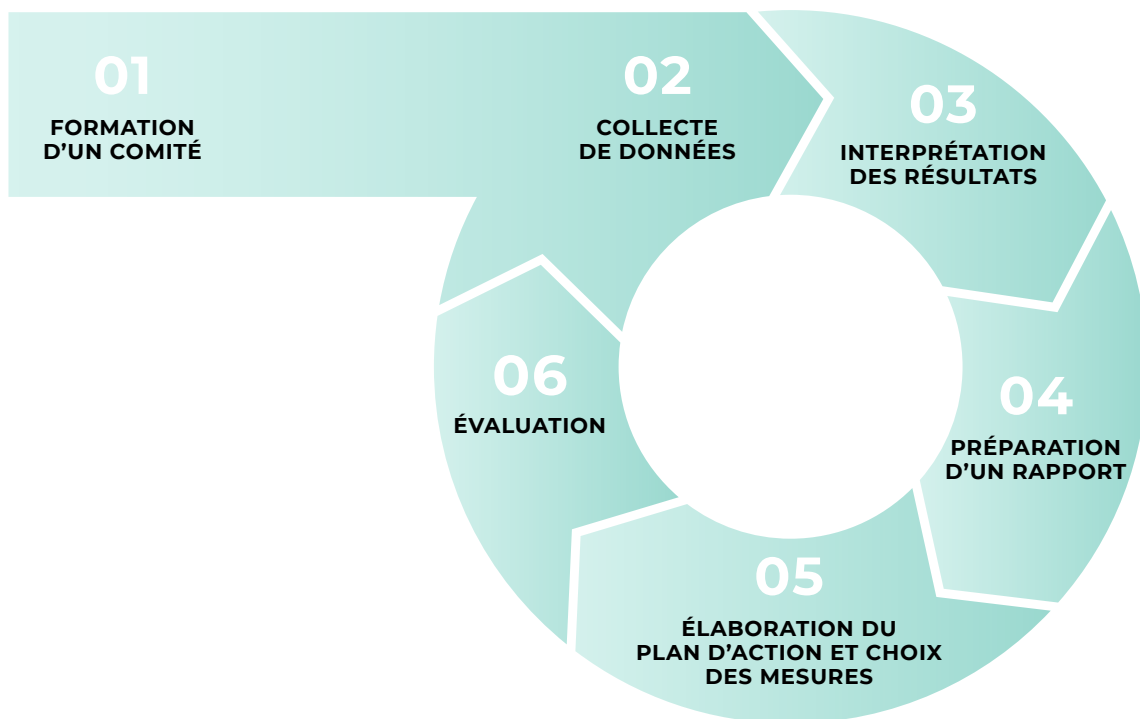 01
FORMATION
D'UN COMITÉ
02
COLLECTE
DE DONNÉES
03
INTERPRÉTATION
DES RÉSULTATS
04
PRÉPARATION
D'UN RAPPORT
05
ÉLABORATION DU
PLAN D'ACTION ET CHOIX
DES MESURES
06
ÉVALUATION